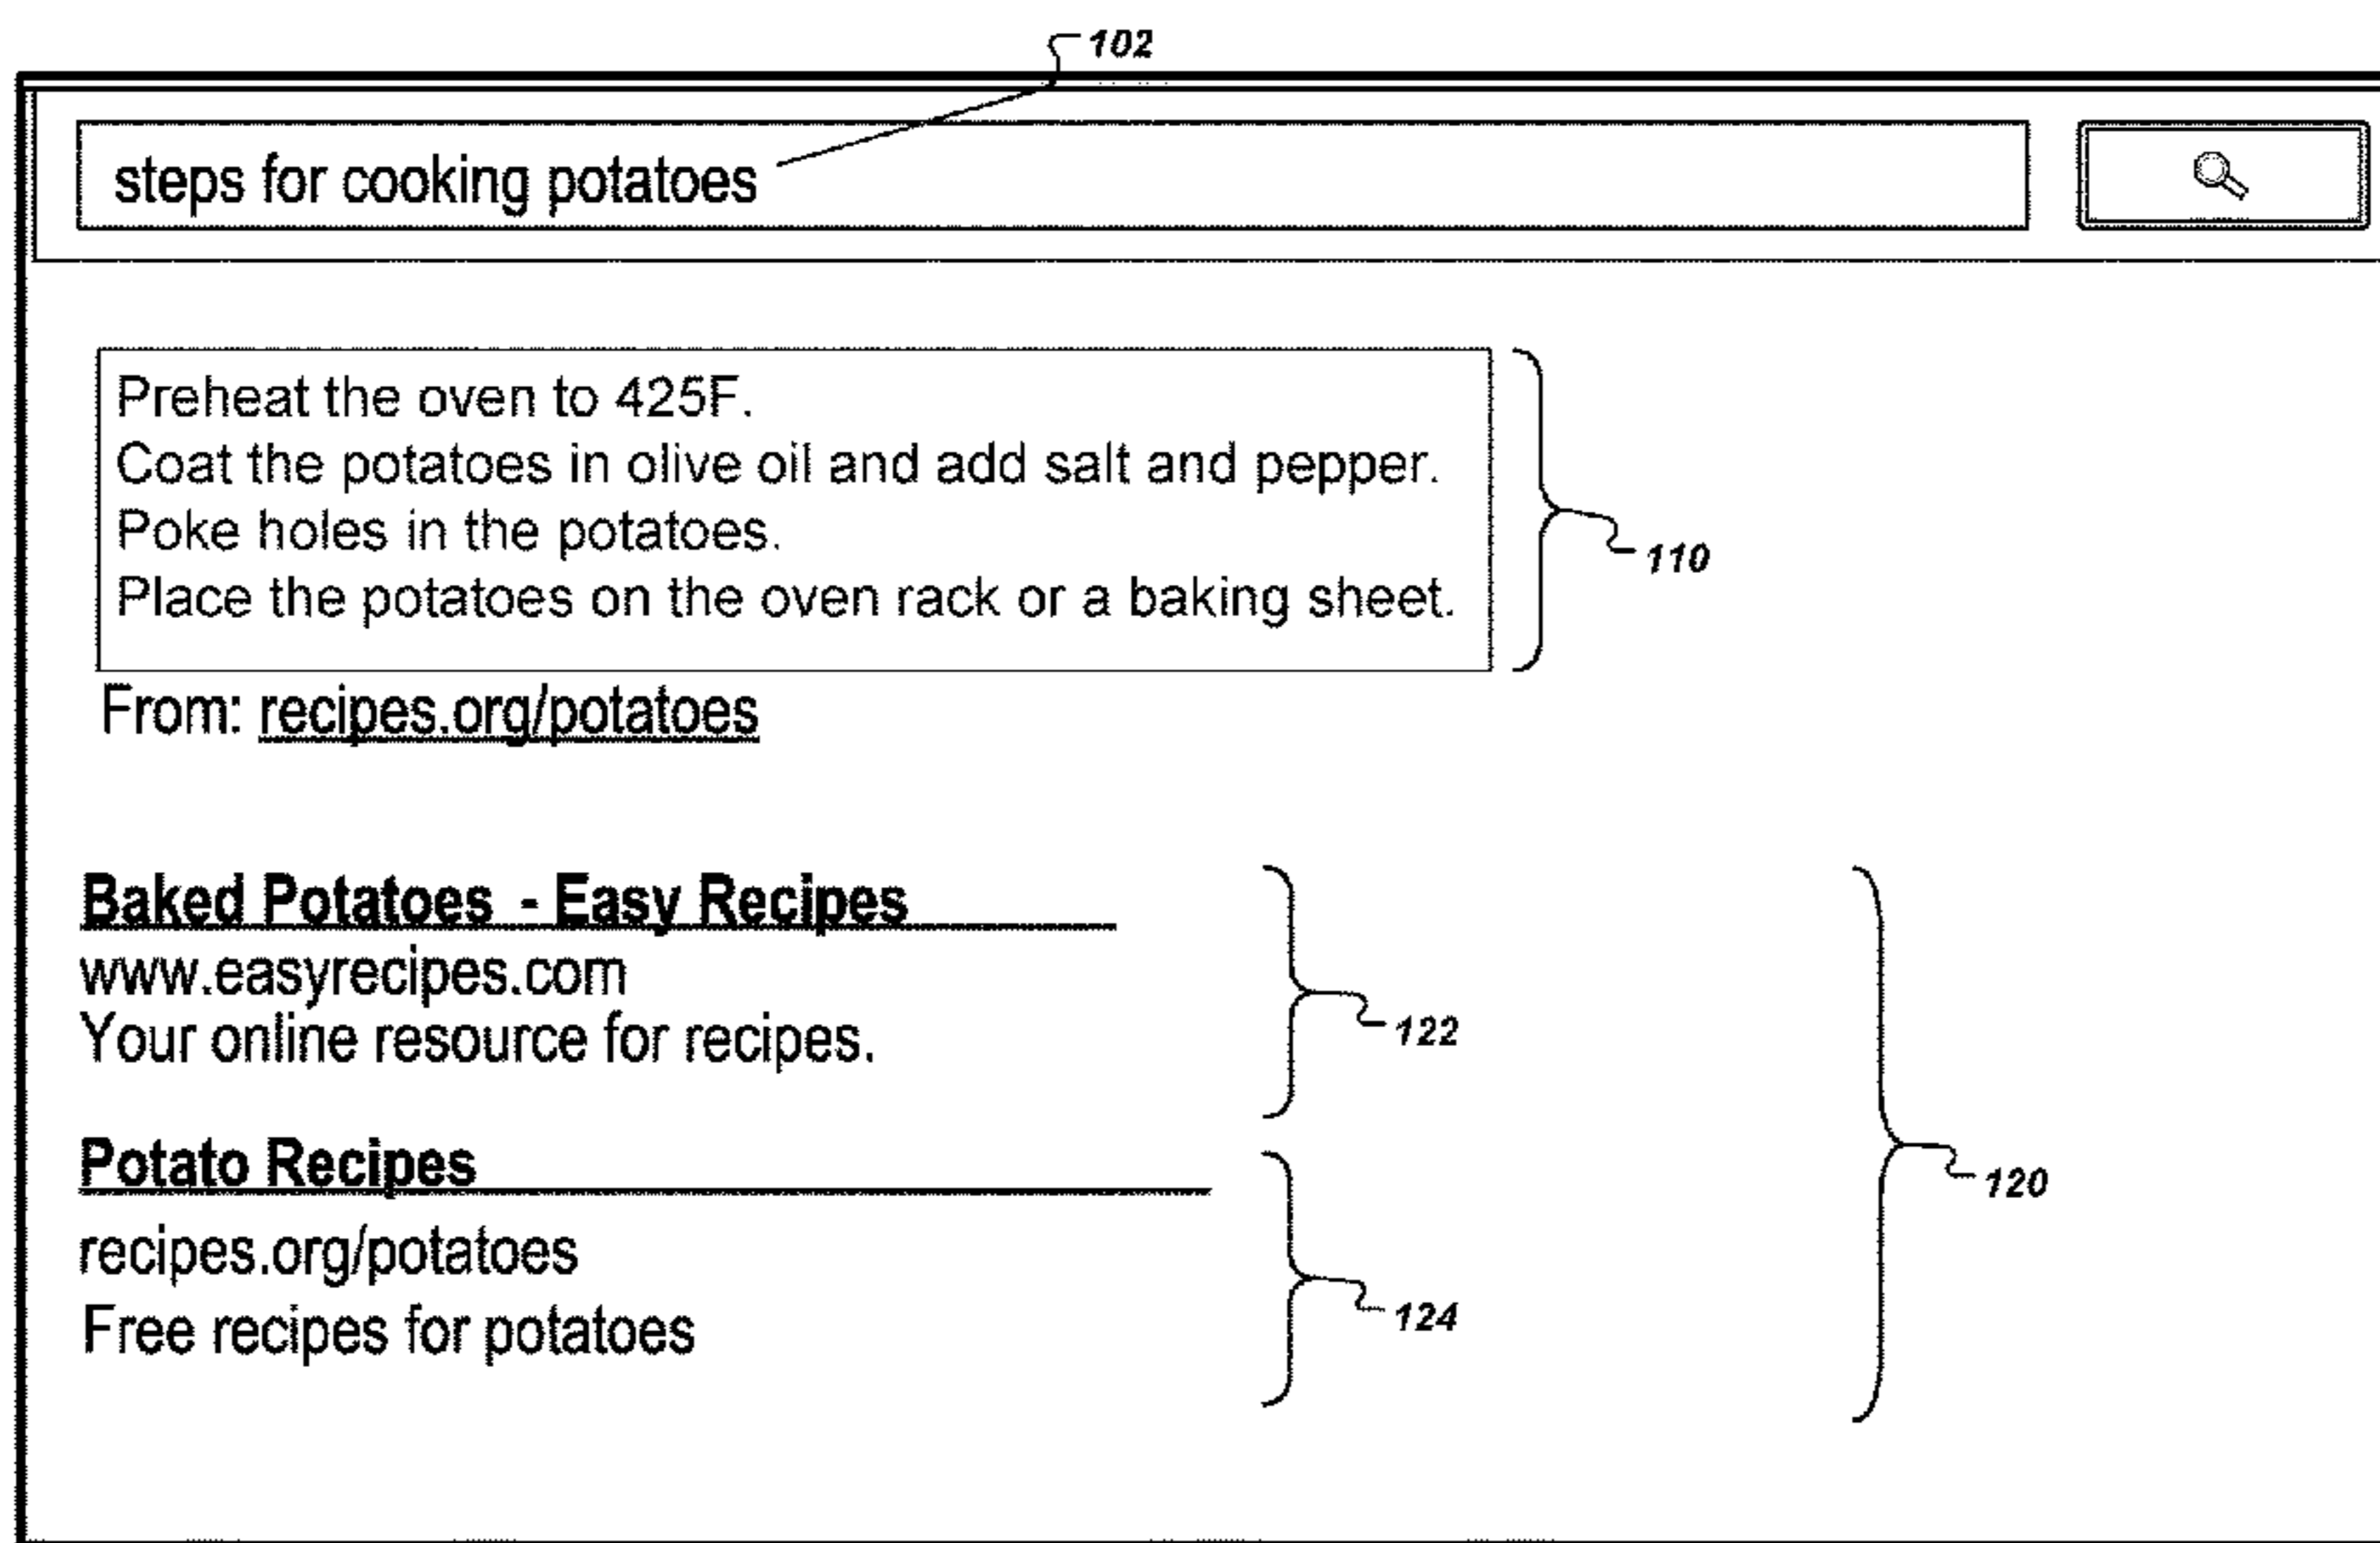 102
steps for cooking potatoes
Preheat the oven to 425F.
Coat the potatoes in olive oil and add salt and pepper.
Poke holes in the potatoes.
Place the potatoes on the oven rack or a baking sheet.
110
From: recipes.org/potatoes
Baked Potatoes - Easy Recipes
www.easyrecipes.com
Your online resource for recipes.
122
Potato Recipes
recipes.org/potatoes
Free recipes for potatoes
124
120